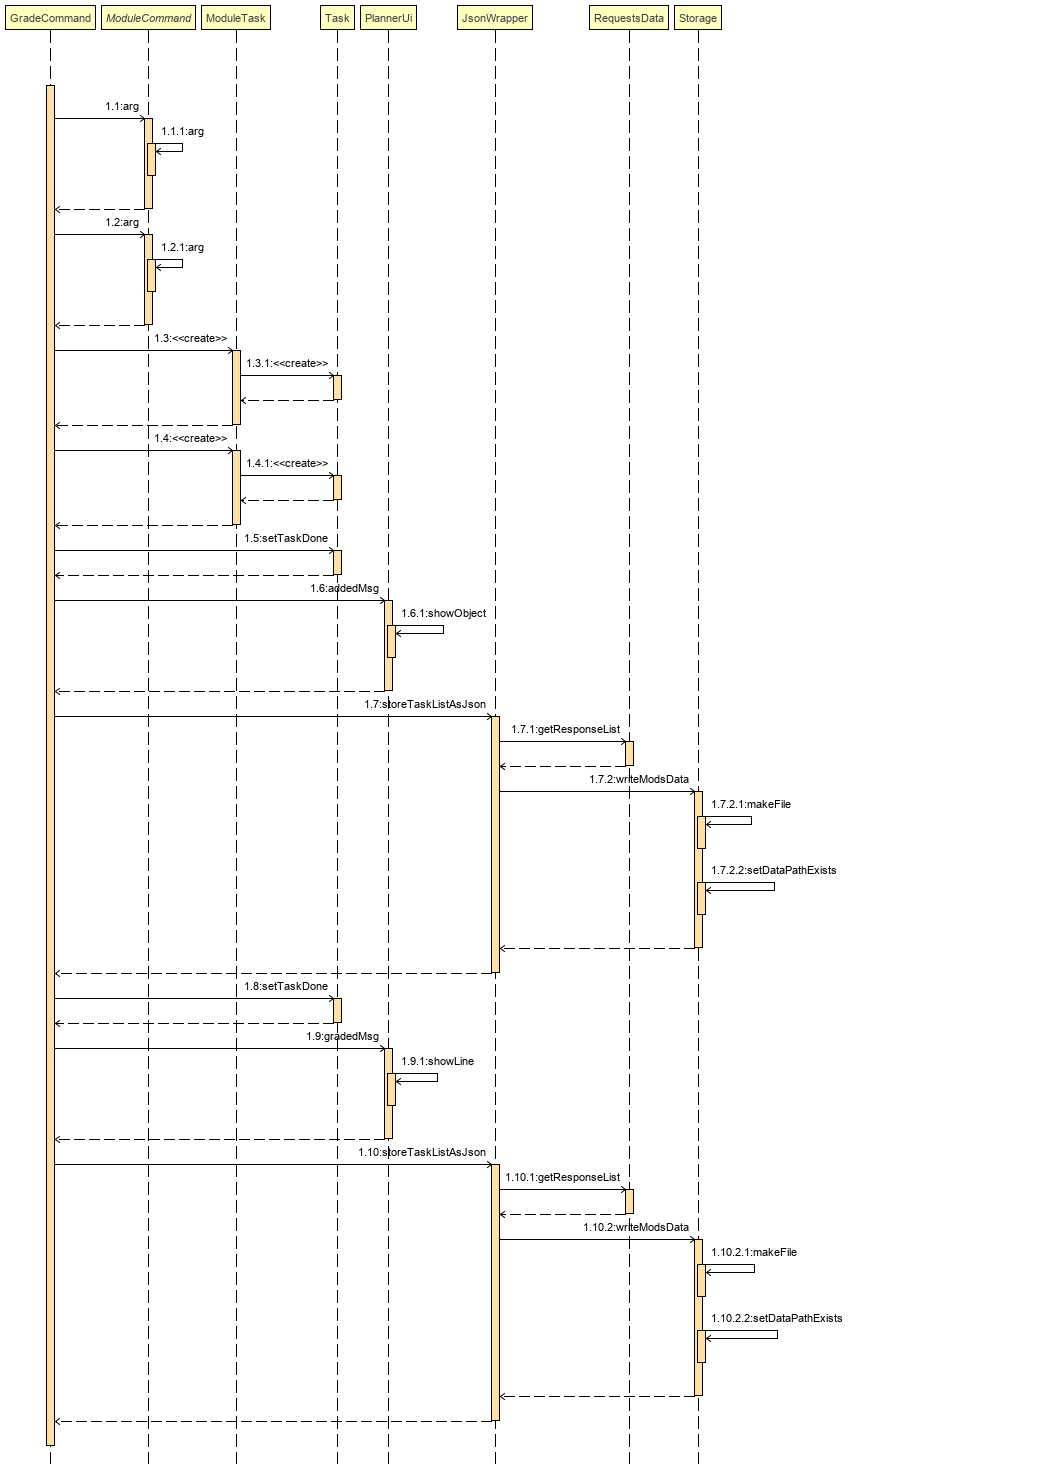 GradeCommand ModuleCommand ModuleTask Task PlannerUi JsonWrapper RequestsData Storage
1.1:arg
1.1.1:arg
1.2:arg
1.2.1:arg
1.3:<<create>>
1.3.1:<<create>>
1.4:<<create>>
1.4.1:<<create>>
1.5:setTaskDone
1.6:addedMsg
1.6.1:showObject
1.7:storeTaskListAsJson
1.7.1:getResponseList
1.7.2:writeModsData
1.7.2.1:makeFile
1.7.2.2:setDataPathExists
1.8:setTaskDone
1.9:gradedMsg
1.9.1:showLine
1.10:storeTaskListAsJson
1.10.1:getResponseList
1.10.2:writeModsData
1.10.2.1:makeFile
1.10.2.2:setDataPathExists